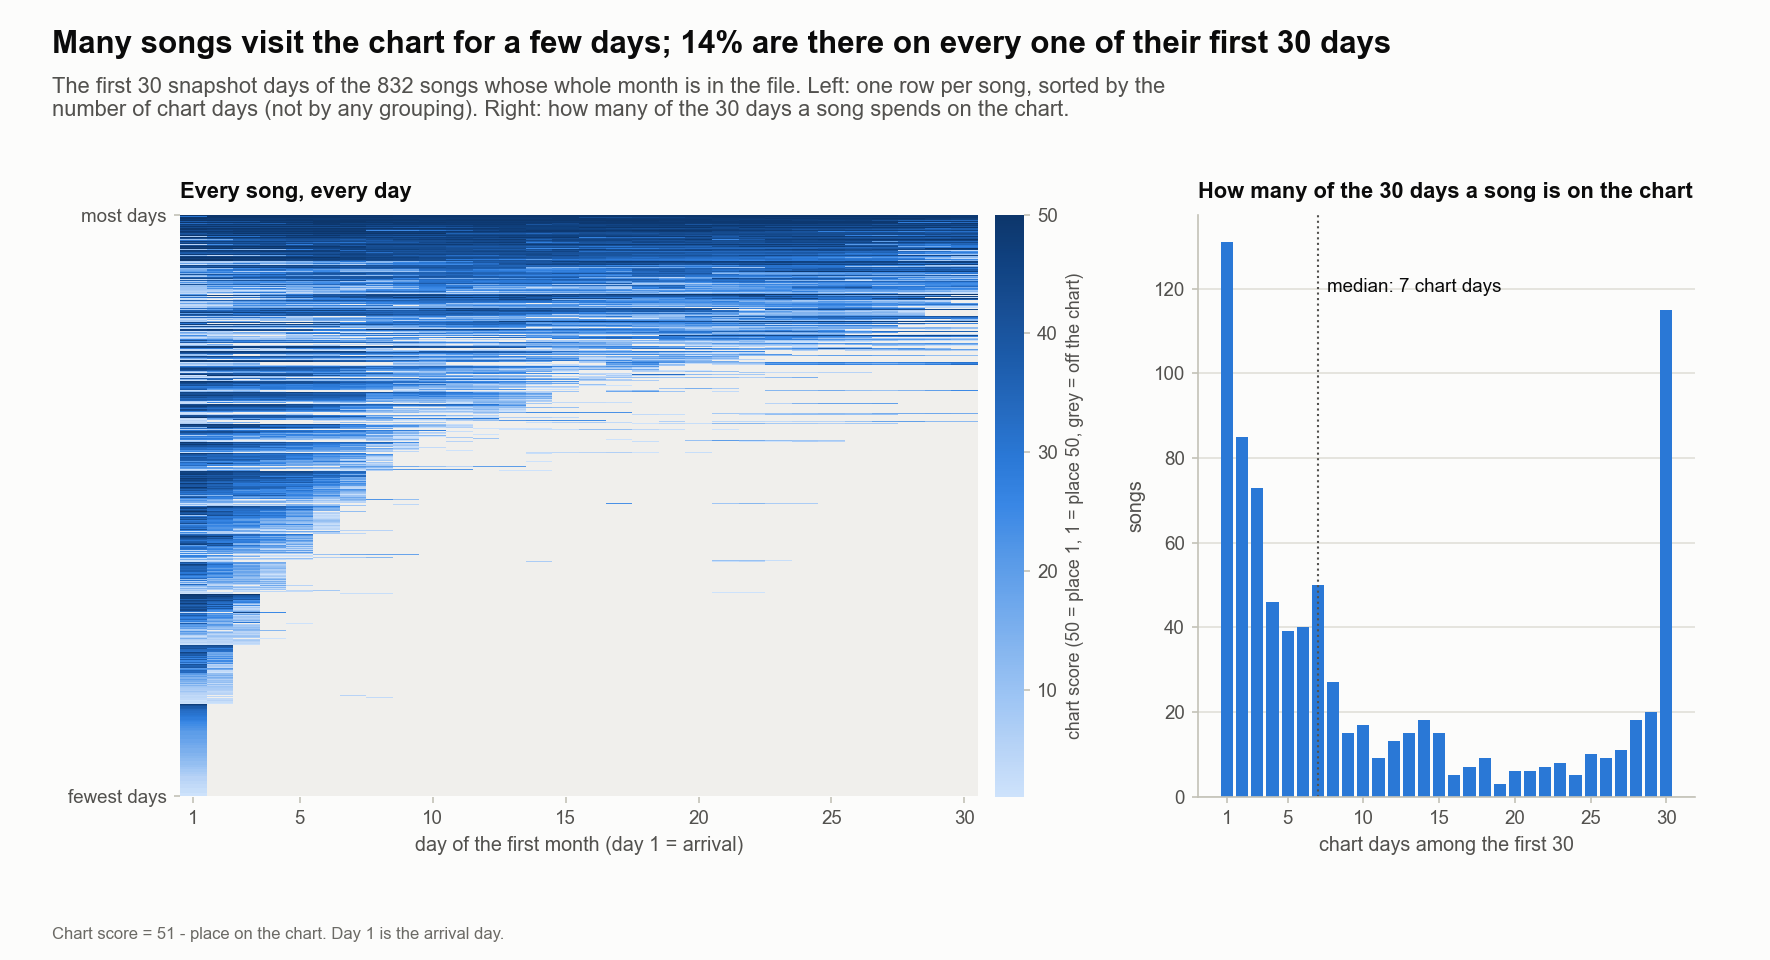 Many songs visit the chart for a few days; 14% are there on every one of their first 30 days
The first 30 snapshot days of the 832 songs whose whole month is in the file. Left: one row per song, sorted by the
number of chart days (not by any grouping). Right: how many of the 30 days a song spends on the chart.
Every song, every day
most days
fewest days
1 5 10 15 20 25 30
day of the first month (day 1 = arrival)
50
40
30
20
10
chart score (50 = place 1, 1 = place 50, grey = off the chart)
How many of the 30 days a song is on the chart
median: 7 chart days
120
100
80
60
40
20
0
songs
1 5 10 15 20 25 30
chart days among the first 30
Chart score = 51 - place on the chart. Day 1 is the arrival day.